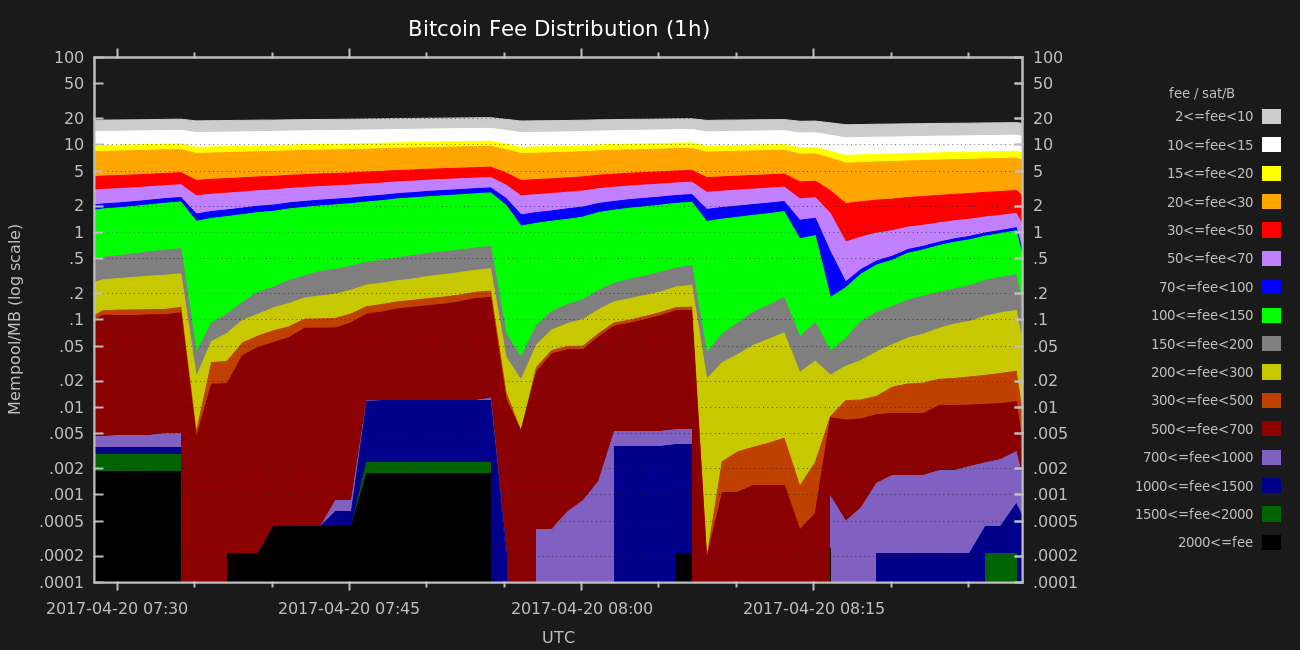 Bitcoin Fee Distribution (1h)
100 100
50 50
20 20
10 10
5 5
2 2
1 1
.5 .5
.2 .2
.1 .1
.05 .05
.02 .02
.01 .01
.005 .005
.002 .002
.001 .001
.0005 .0005
.0002 .0002
.0001 .0001
Mempool/MB (log scale)
2017-04-20 07:30 2017-04-20 07:45 2017-04-20 08:00 2017-04-20 08:15
UTC
fee / sat/B
2<=fee<10
10<=fee<15
15<=fee<20
20<=fee<30
30<=fee<50
50<=fee<70
70<=fee<100
100<=fee<150
150<=fee<200
200<=fee<300
300<=fee<500
500<=fee<700
700<=fee<1000
1000<=fee<1500
1500<=fee<2000
2000<=fee